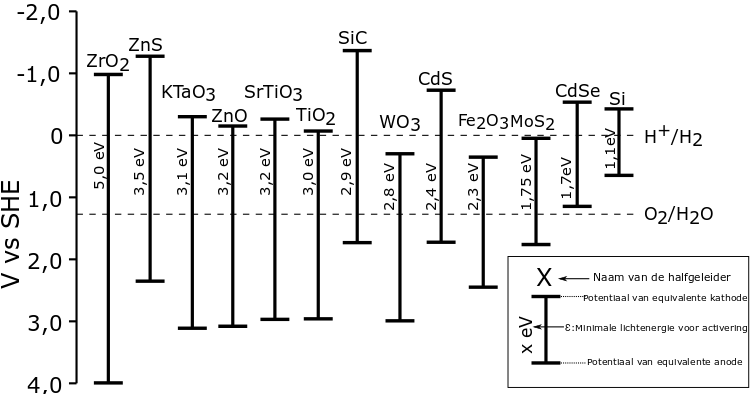 -2,0
-1,0
0
1,0
2,0
3,0
4,0
V vs SHE
ZrO2
5,0 eV
ZnS
3,5 eV
KTaO3
3,1 eV
ZnO
3,2 eV
SrTiO3
3,2 eV
TiO2
3,0 eV
SiC
2,9 eV
WO3
2,8 eV
CdS
2,4 eV
Fe2O3
2,3 eV
MoS2
1,75 eV
CdSe
1,7eV
Si
1,1eV
H+/H2
O2/H2O
X
Naam van de halfgeleider
Potentiaal van equivalente kathode
x eV
ε:Minimale lichtenergie voor activering
Potentiaal van equivalente anode